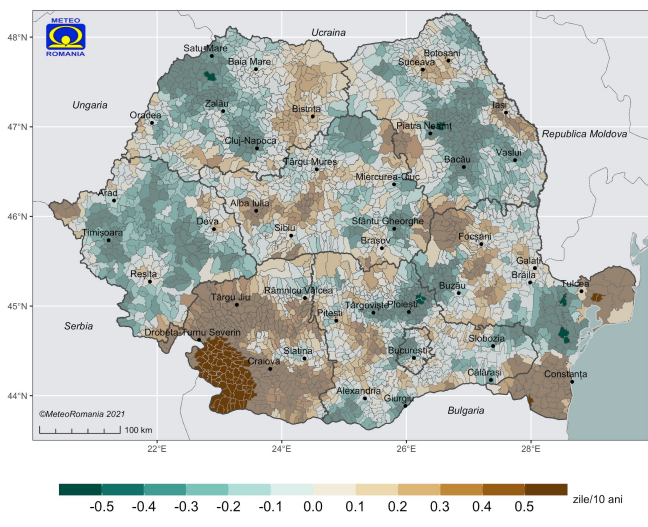 METEO
ROMANIA
48°N
47°N
46°N
45°N
44°N
Ucraina
Satu-Mare
Baia Mare
Botoșani
Suceava
Ungaria
Zalău
Oradea
Bistrița
Iași
Cluj-Napoca
Piatra Neamț
Republica Moldova
Târgu Mureș
Bacău
Vaslui
Miercurea-Ciuc
Arad
Alba Iulia
Deva
Sfântu Gheorghe
Timișoara
Sibiu
Brașov
Focșani
Reșița
Galați
Brăila
Târgu Jiu
Râmnicu Vâlcea
Buzău
Tulcea
Serbia
Pitești
Târgoviște
Ploiești
Drobeta-Turnu Severin
Slatina
Craiova
București
Slobozia
Călărași
Constanța
Alexandria
Giurgiu
Bulgaria
©MeteoRomania 2021
100 km
22°E
24°E
26°E
28°E
-0.5 -0.4 -0.3 -0.2 -0.1 0.0 0.1 0.2 0.3 0.4 0.5
zile/10 ani